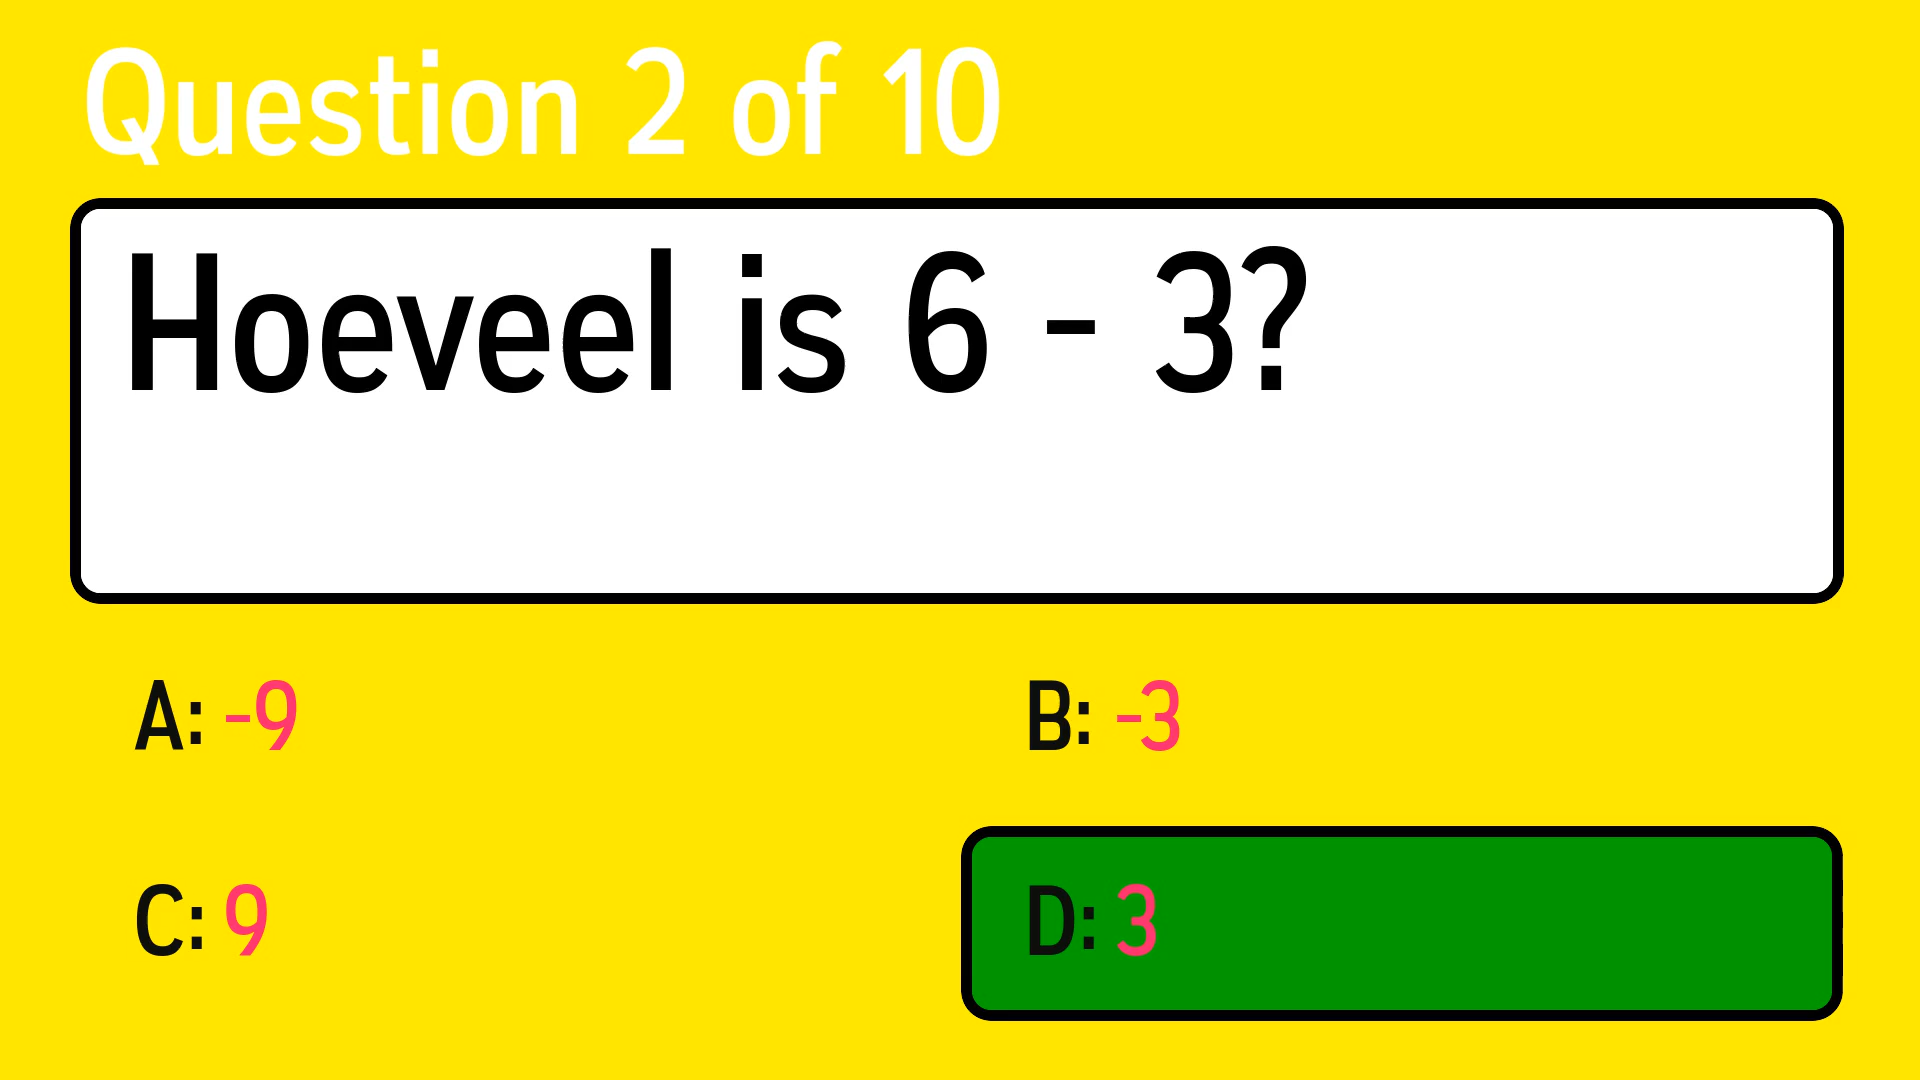 Question 2 of 10
Hoeveel is 6 - 3?
A: -9
B: -3
C: 9
D: 3